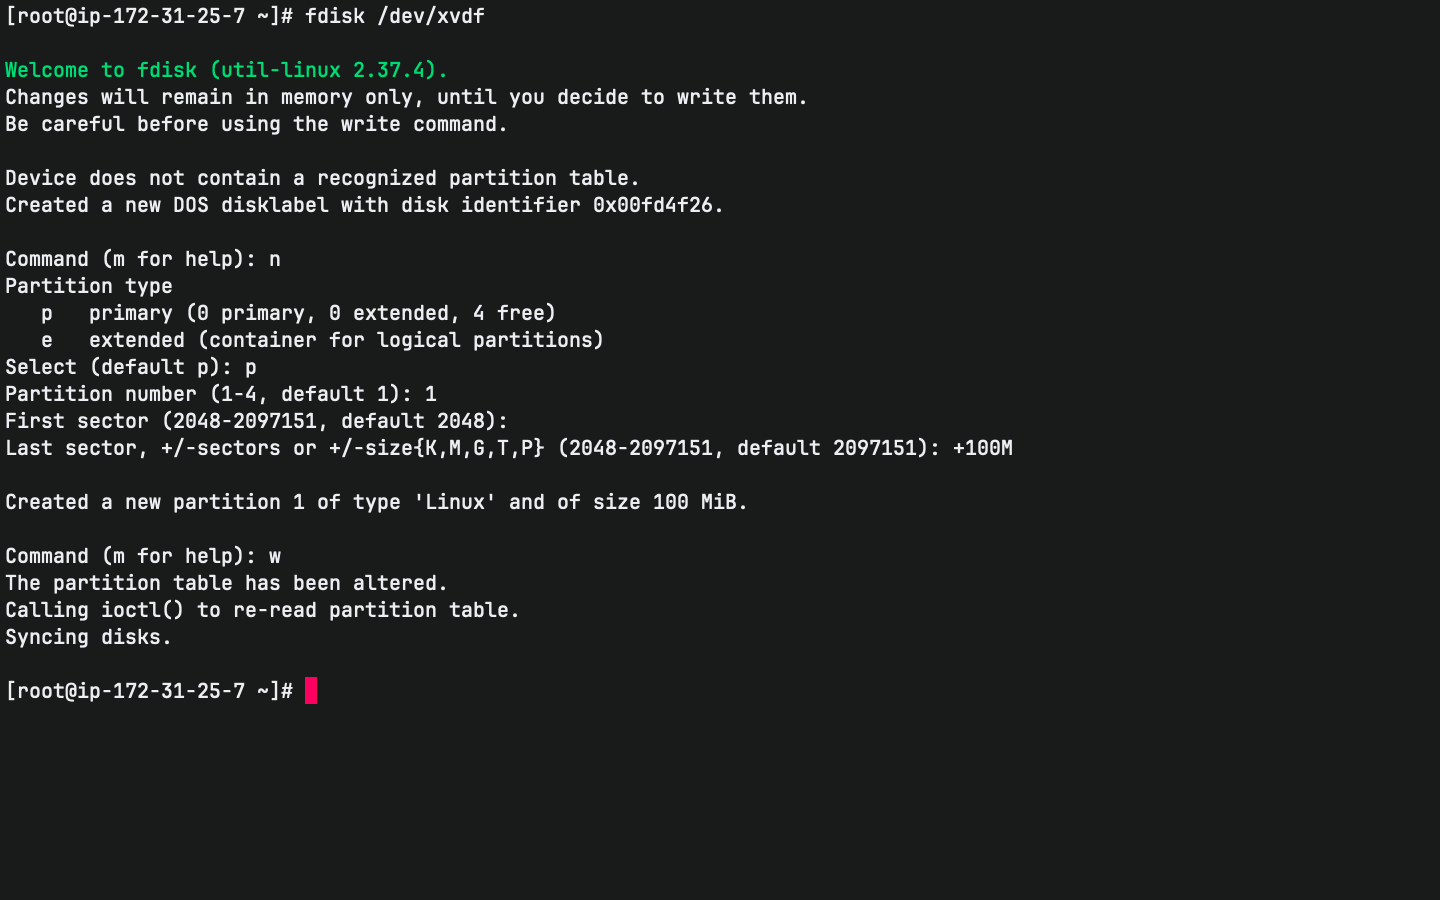 [root@ip-172-31-25-7 ~]# fdisk /dev/xvdf
Welcome to fdisk (util-linux 2.37.4).
Changes will remain in memory only, until you decide to write them.
Be careful before using the write command.
Device does not contain a recognized partition table.
Created a new DOS disklabel with disk identifier 0x00fd4f26.
Command (m for help): n
Partition type
   p   primary (0 primary, 0 extended, 4 free)
   e   extended (container for logical partitions)
Select (default p): p
Partition number (1-4, default 1): 1
First sector (2048-2097151, default 2048):
Last sector, +/-sectors or +/-size{K,M,G,T,P} (2048-2097151, default 2097151): +100M
Created a new partition 1 of type 'Linux' and of size 100 MiB.
Command (m for help): w
The partition table has been altered.
Calling ioctl() to re-read partition table.
Syncing disks.
[root@ip-172-31-25-7 ~]#